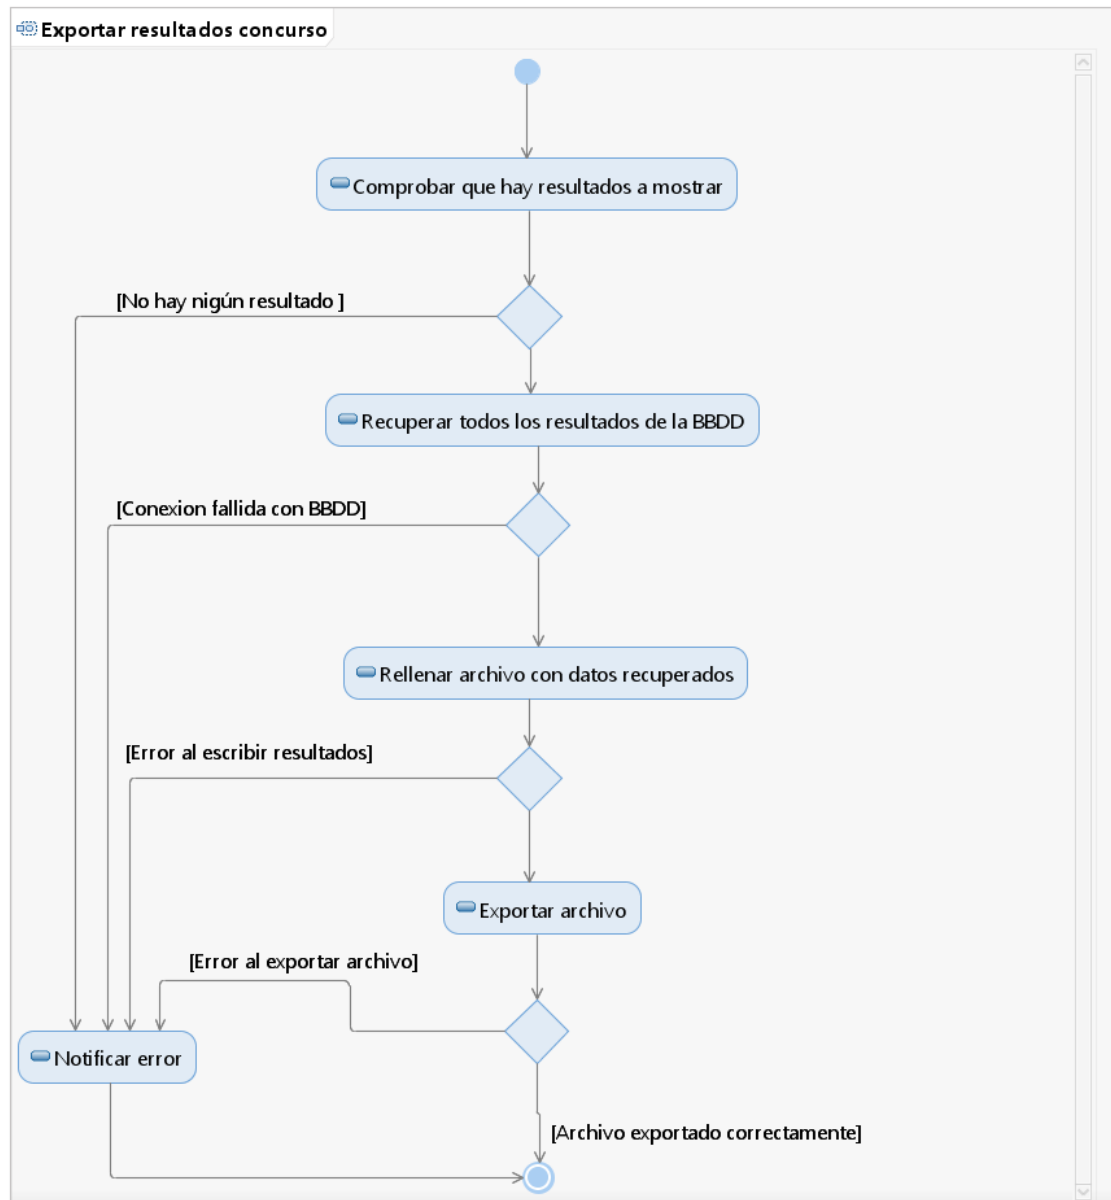 Exportar resultados concurso
Comprobar que hay resultados a mostrar
[No hay nigún resultado ]
Recuperar todos los resultados de la BBDD
[Conexion fallida con BBDD]
Rellenar archivo con datos recuperados
[Error al escribir resultados]
Exportar archivo
[Error al exportar archivo]
Notificar error
[Archivo exportado correctamente]